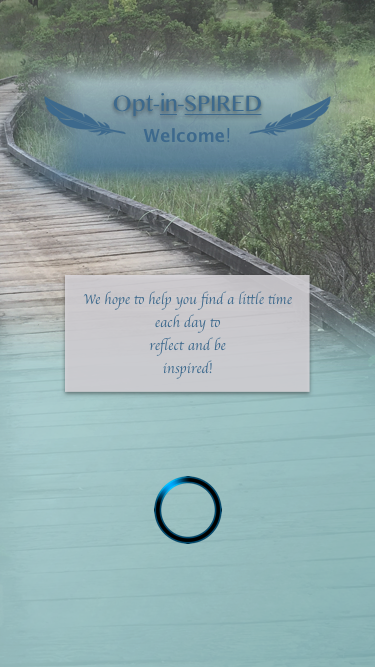 Opt-in-SPIRED
Welcome!
We hope to help you find a little time
each day to
reflect and be
inspired!